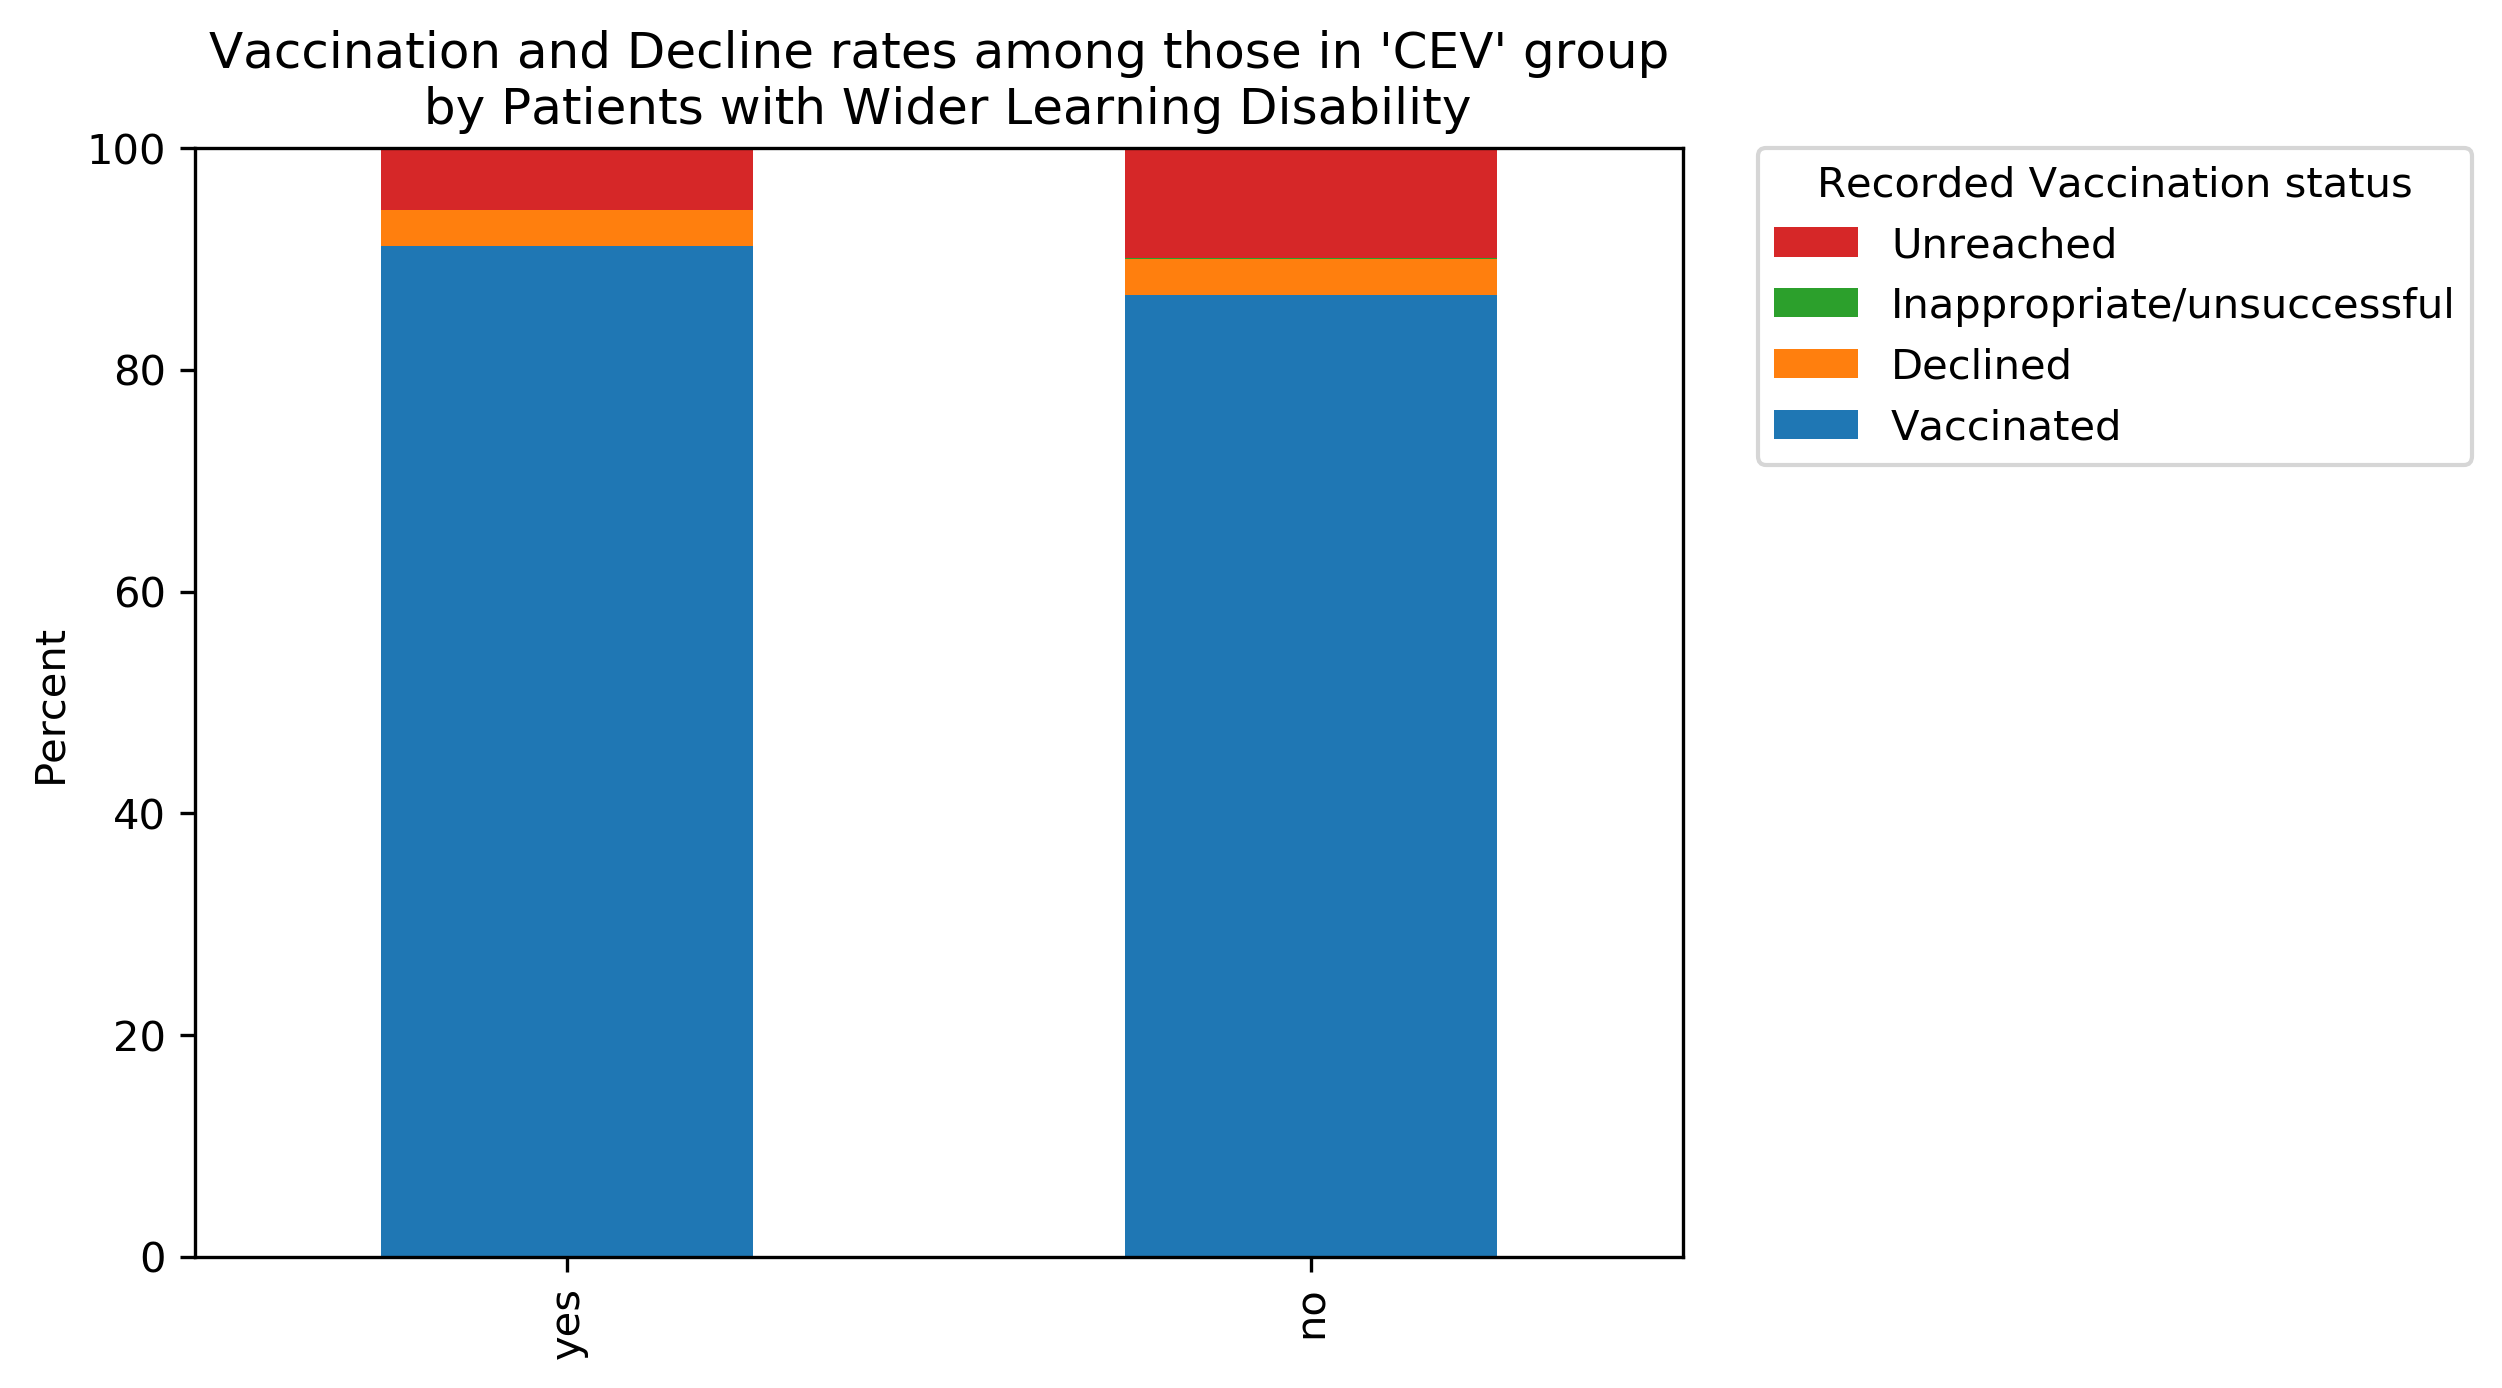 Vaccination and Decline rates among those in 'CEV' group
by Patients with Wider Learning Disability
100
80
60
40
20
0
Percent
yes
no
Recorded Vaccination status
Unreached
Inappropriate/unsuccessful
Declined
Vaccinated